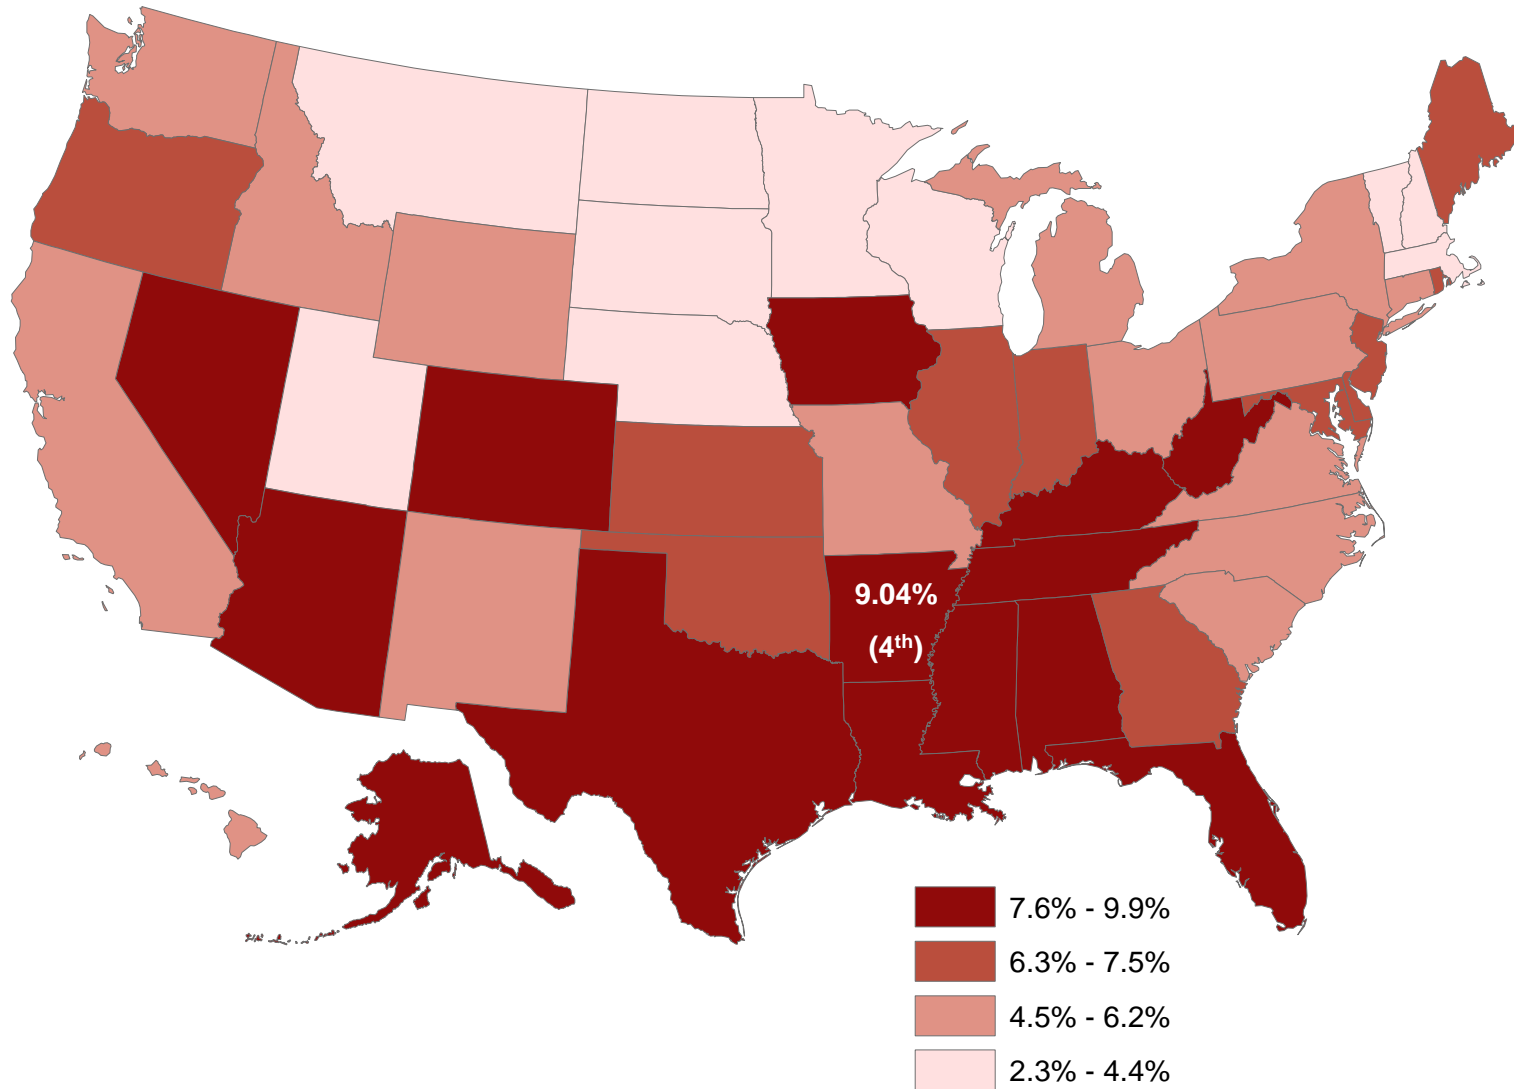 9.04%
(4th)
7.6% - 9.9%
6.3% - 7.5%
4.5% - 6.2%
2.3% - 4.4%